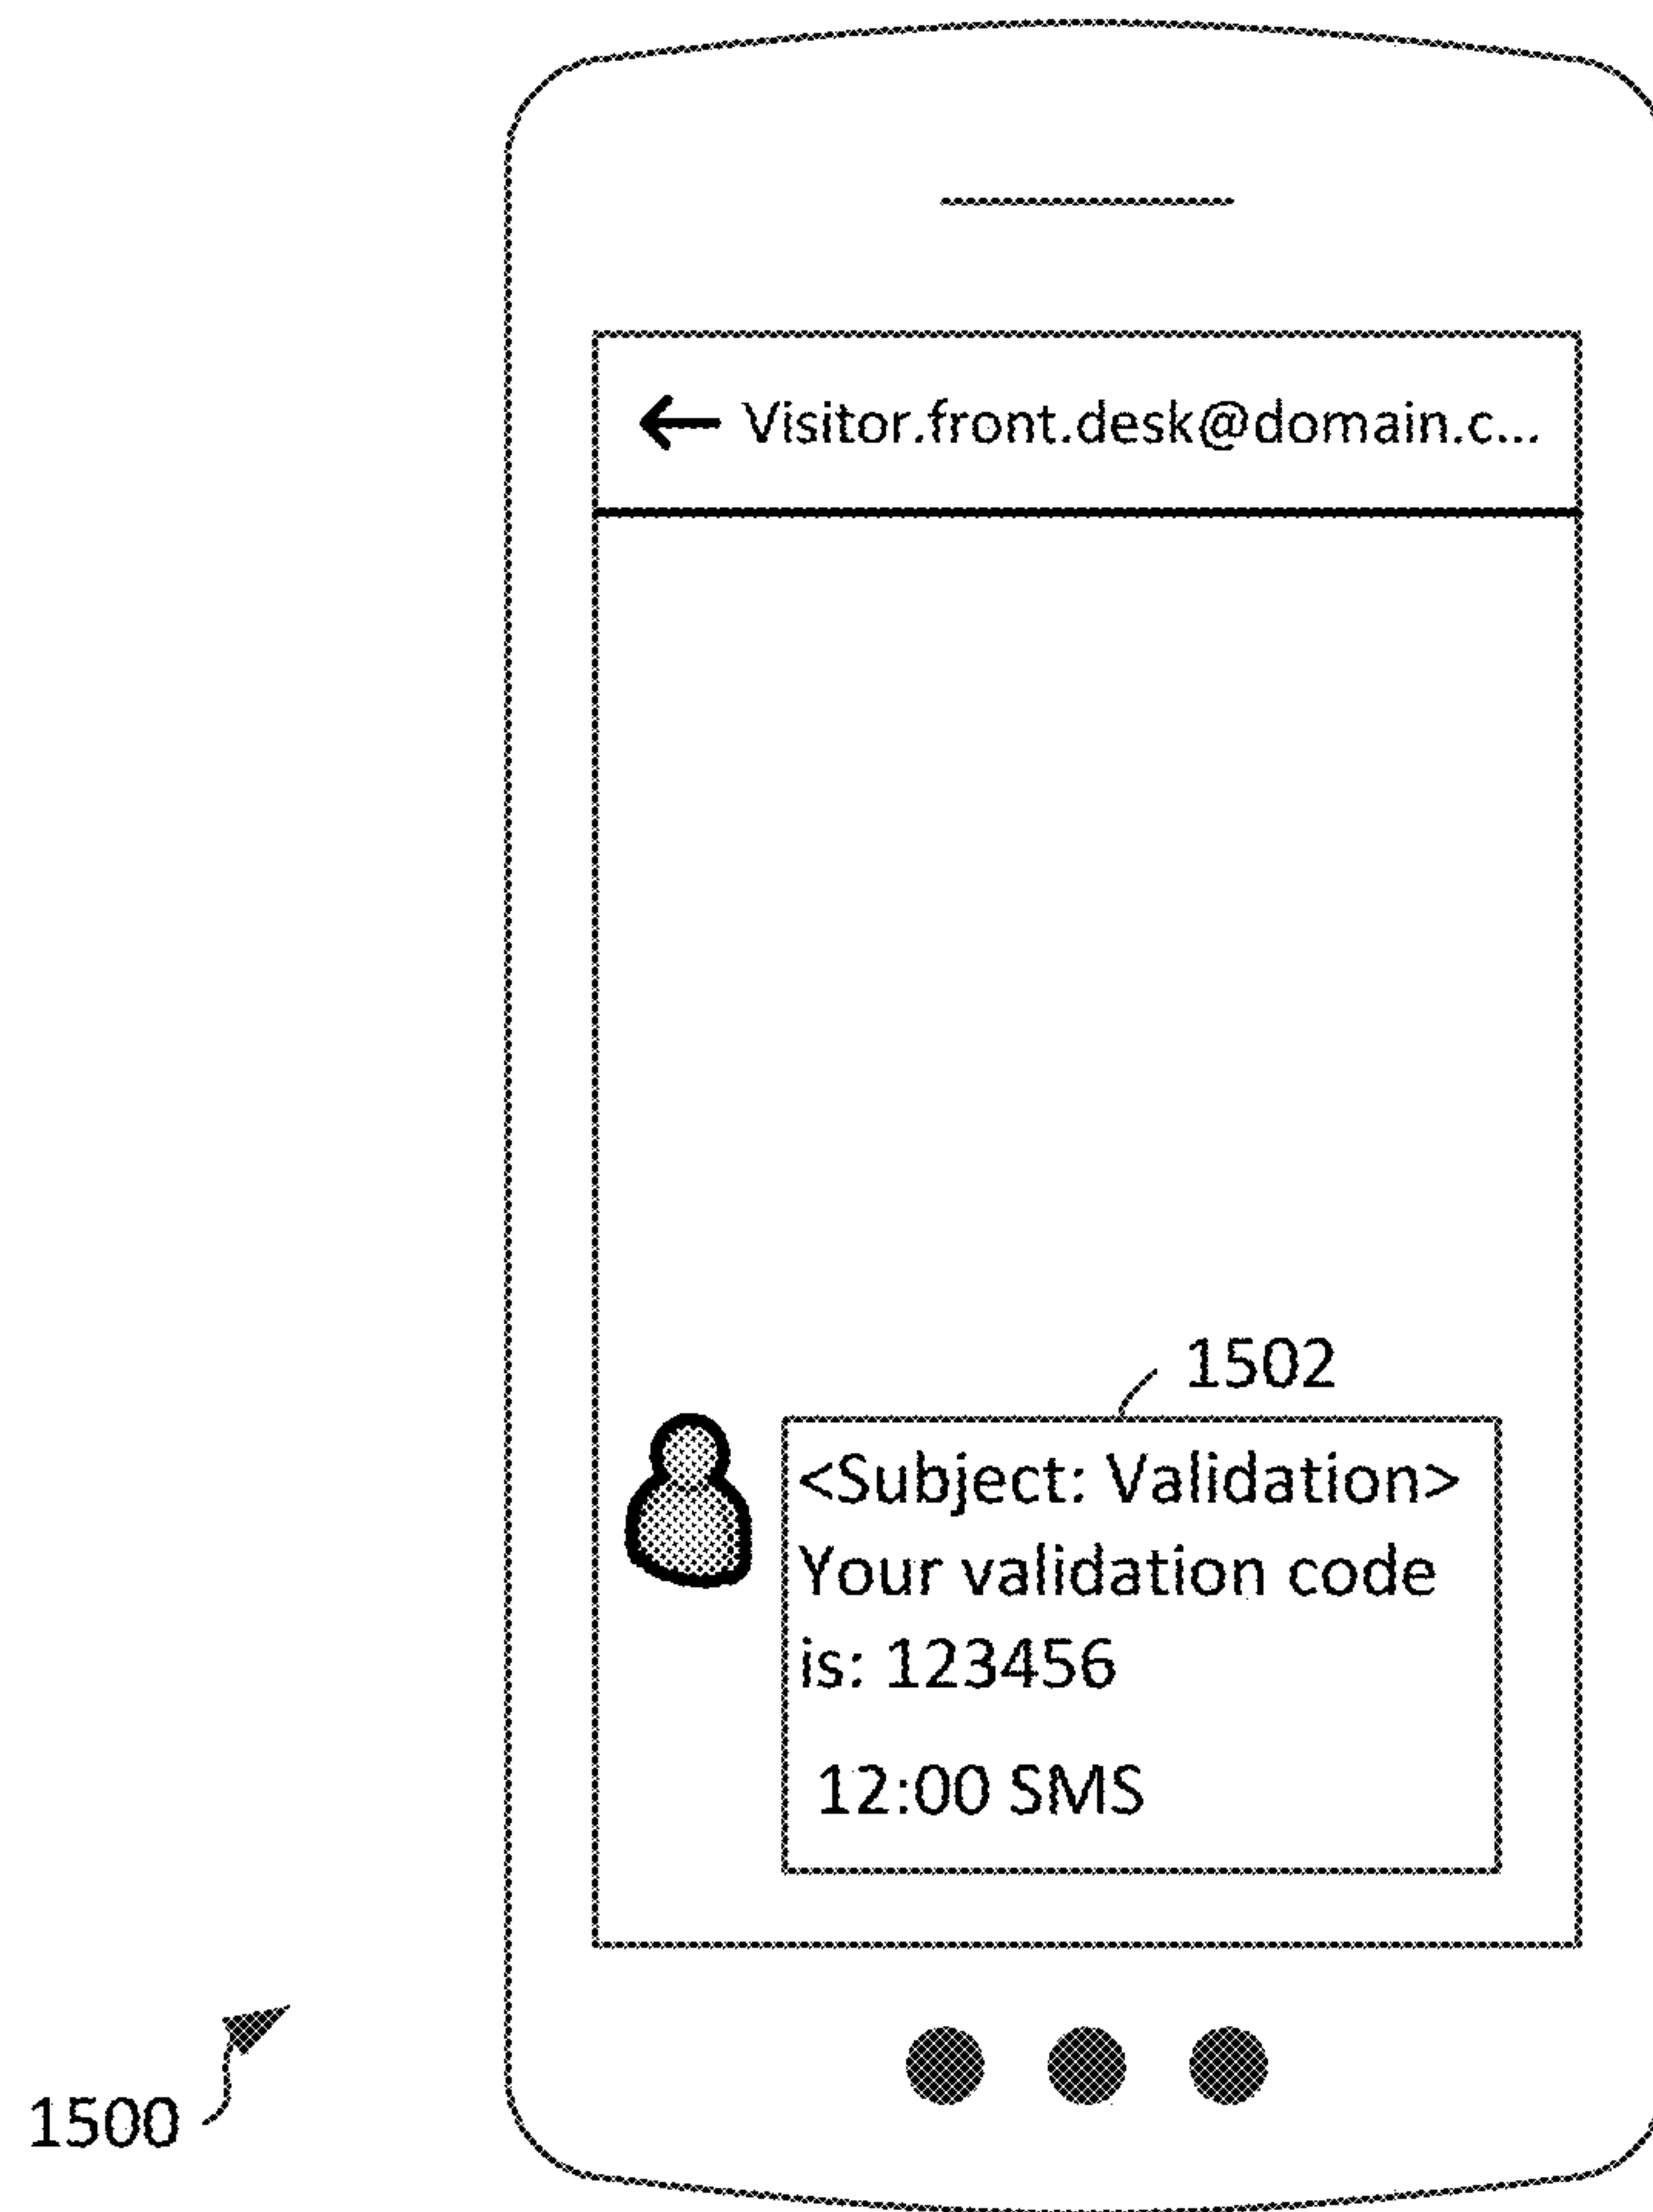 ← Visitor.front.desk@domain.c...
1502
<Subject: Validation>
Your validation code
is: 123456
12:00 SMS
1500